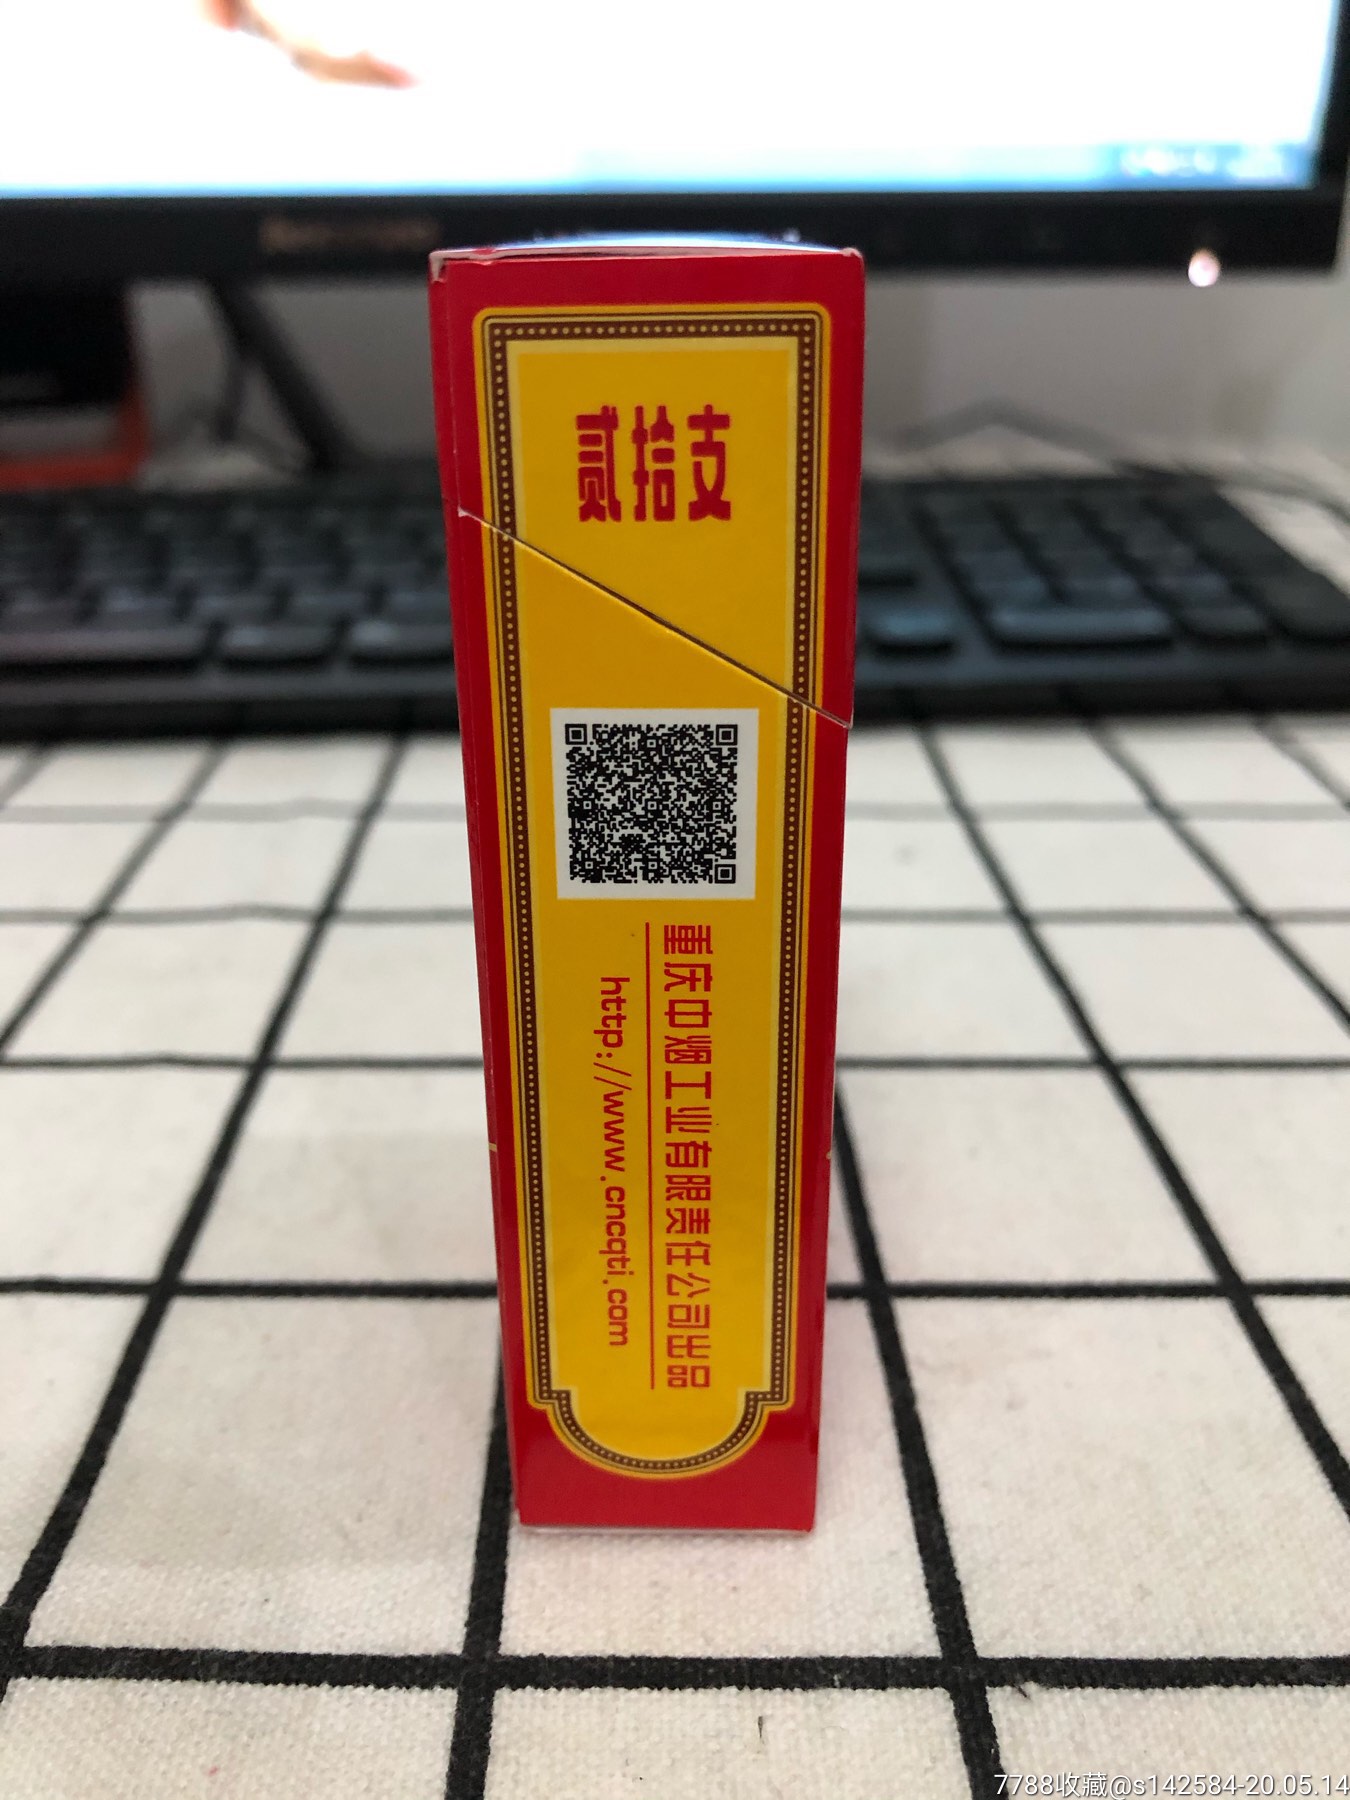 贰拾支
重庆中烟工业有限责任公司出品
http://www.cncqti.com
7788收藏@s142584-20.05.14